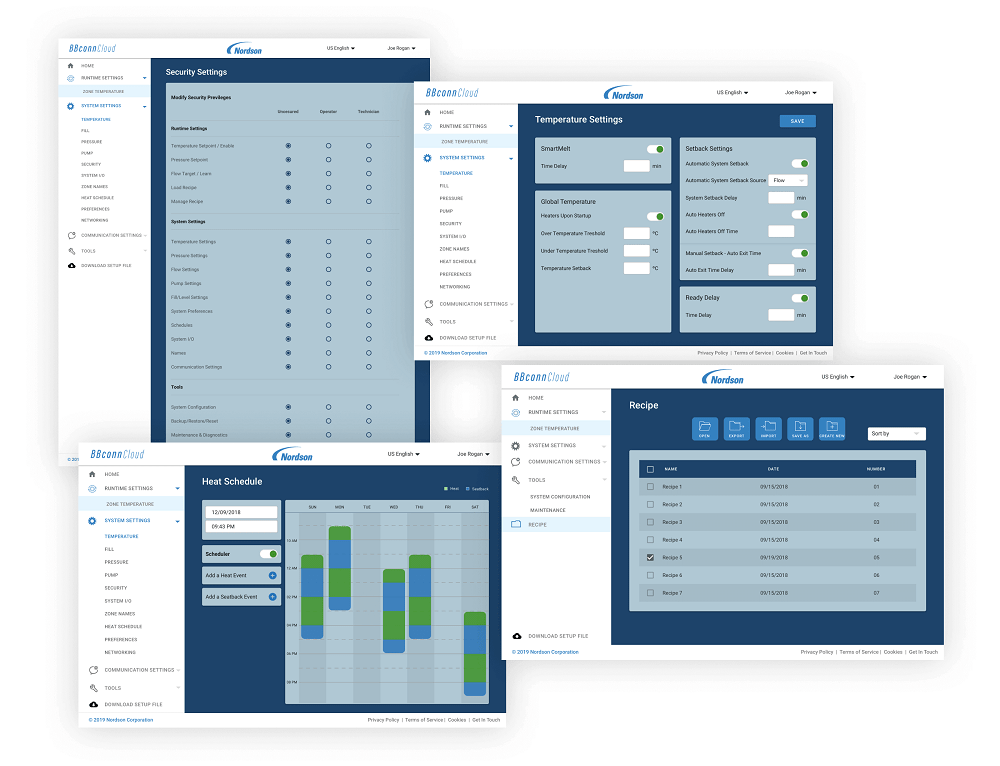 BBconnCloud
Nordson
US English
Joe Rogan
HOME
RUNTIME SETTINGS
ZONE TEMPERATURE
SYSTEM SETTINGS
TEMPERATURE
FILL
PRESSURE
PUMP
SECURITY
SYSTEM I/O
ZONE NAMES
HEAT SCHEDULE
PREFERENCES
NETWORKING
COMMUNICATION SETTINGS
TOOLS
DOWNLOAD SETUP FILE
© 20
Security Settings
Modify Security Previleges
Unsecured Operator Technician
Runtime Settings
Temperature Setpoint / Enable
Pressure Setpoint
Flow Target / Learn
Load Recipe
Manage Recipe
System Settings
Temperature Settings
Pressure Settings
Flow Settings
Pump Settings
Fill/Level Settings
System Preferences
Schedules
System I/O
Names
Communication Settings
Tools
System Configuration
Backup/Restore/Reset
Maintenance & Diagnostics
BBconnCloud
Nordson
US English
Joe Rogan
HOME
RUNTIME SETTINGS
ZONE TEMPERATURE
SYSTEM SETTINGS
TEMPERATURE
FILL
PRESSURE
PUMP
SECURITY
SYSTEM I/O
ZONE NAMES
HEAT SCHEDULE
PREFERENCES
NETWORKING
COMMUNICATION SETTINGS
TOOLS
DOWNLOAD SETUP FILE
Temperature Settings
SAVE
SmartMelt
Time Delay min
Global Temperature
Heaters Upon Startup
Over Temperature Treshold °C
Under Temperature Treshold °C
Temperature Setback °C
Setback Settings
Automatic System Setback
Automatic System Setback Source Flow
System Setback Delay min
Auto Heaters Off
Auto Heaters Off Time
Manual Setback - Auto Exit Time
Auto Exit Time Delay min
Ready Delay
Time Delay min
© 2019 Nordson Corporation
Privacy Policy | Terms of Service | Cookies | Get In Touch
BBconnCloud
Nordson
US English
Joe Rogan
HOME
RUNTIME SETTINGS
ZONE TEMPERATURE
SYSTEM SETTINGS
COMMUNICATION SETTINGS
TOOLS
SYSTEM CONFIGURATION
MAINTENANCE
RECIPE
DOWNLOAD SETUP FILE
Recipe
OPEN EXPORT IMPORT SAVE AS CREATE NEW
Sort by
NAME DATE NUMBER
Recipe 1 09/15/2018 01
Recipe 2 09/15/2018 02
Recipe 3 09/15/2018 03
Recipe 4 09/15/2018 04
Recipe 5 09/19/2018 05
Recipe 6 09/15/2018 06
Recipe 7 09/15/2018 07
© 2019 Nordson Corporation
Privacy Policy | Terms of Service | Cookies | Get In Touch
BBconnCloud
Nordson
US English
Joe Rogan
HOME
RUNTIME SETTINGS
ZONE TEMPERATURE
SYSTEM SETTINGS
TEMPERATURE
FILL
PRESSURE
PUMP
SECURITY
SYSTEM I/O
ZONE NAMES
HEAT SCHEDULE
PREFERENCES
NETWORKING
COMMUNICATION SETTINGS
TOOLS
DOWNLOAD SETUP FILE
Heat Schedule
Heat Seatback
12/09/2018
09:43 PM
Scheduler
Add a Heat Event
Add a Seatback Event
SUN MON TUE WED THU FRI SAT
10 AM
12 AM
02 PM
04 PM
06 PM
08 PM
© 2019 Nordson Corporation
Privacy Policy | Terms of Service | Cookies | Get In Touch